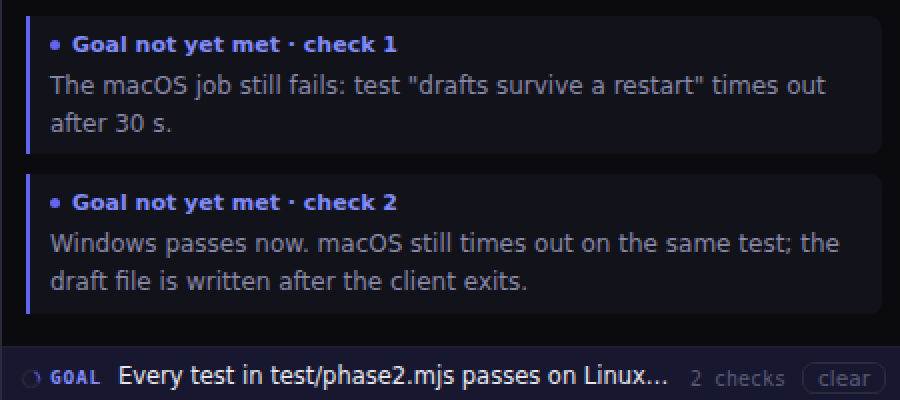 Goal not yet met · check 1
The macOS job still fails: test "drafts survive a restart" times out
after 30 s.
Goal not yet met · check 2
Windows passes now. macOS still times out on the same test; the
draft file is written after the client exits.
GOAL Every test in test/phase2.mjs passes on Linux... 2 checks clear